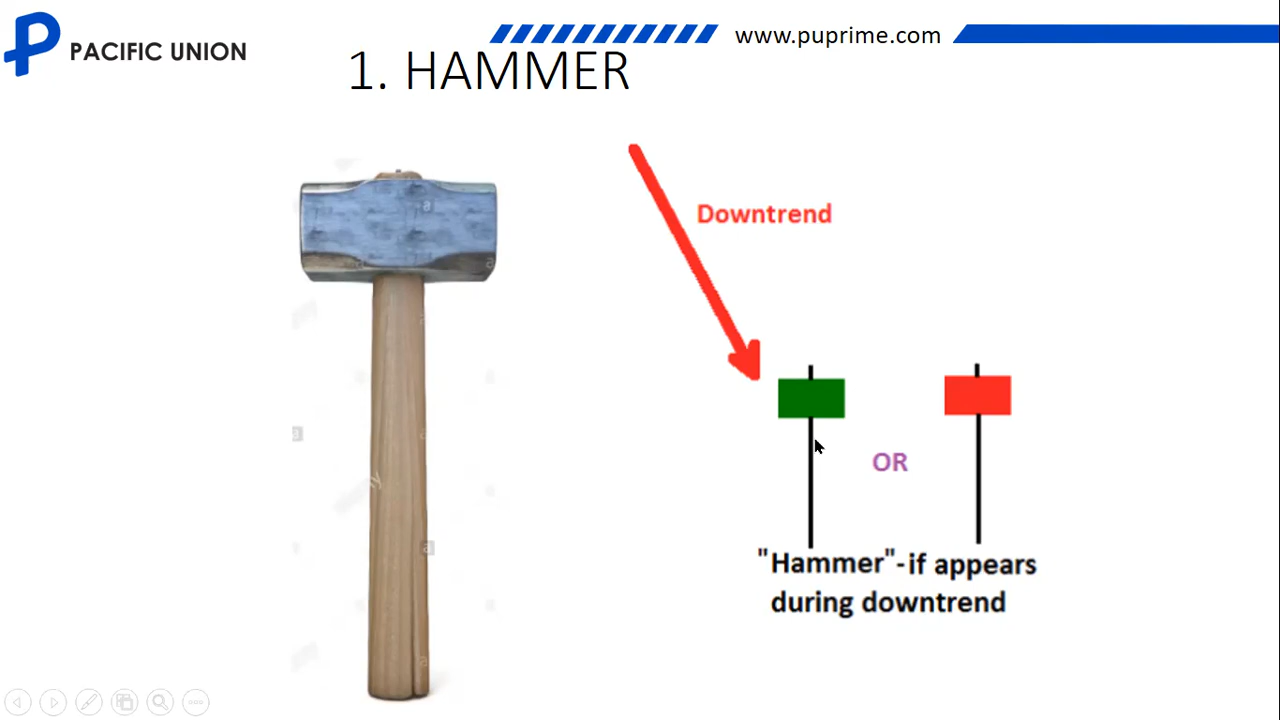 PACIFIC UNION
www.puprime.com
1. HAMMER
Downtrend
OR
"Hammer"-if appears
during downtrend